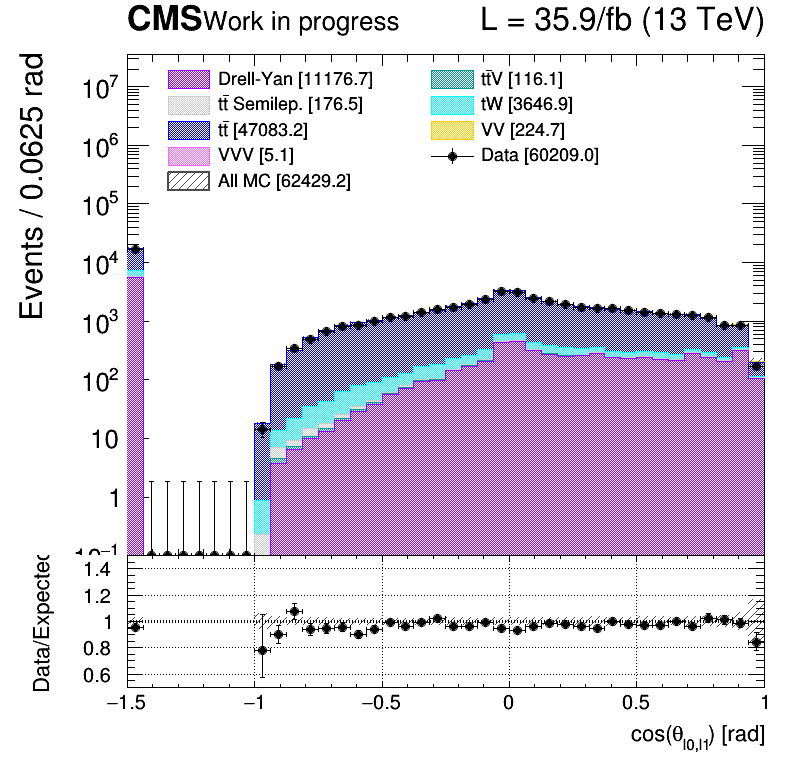 CMS Work in progress L = 35.9/fb (13 TeV)
Events / 0.0625 rad
Drell-Yan [11176.7]
tt̄ Semilep. [176.5]
tt̄ [47083.2]
VVV [5.1]
All MC [62429.2]
tt̄V [116.1]
tW [3646.9]
VV [224.7]
Data [60209.0]
10⁷
10⁶
10⁵
10⁴
10³
10²
10
1
Data/Expected
1.4
1.2
1
0.8
0.6
−1.5 −1 −0.5 0 0.5 1
cos(θ_{l0,l1}) [rad]